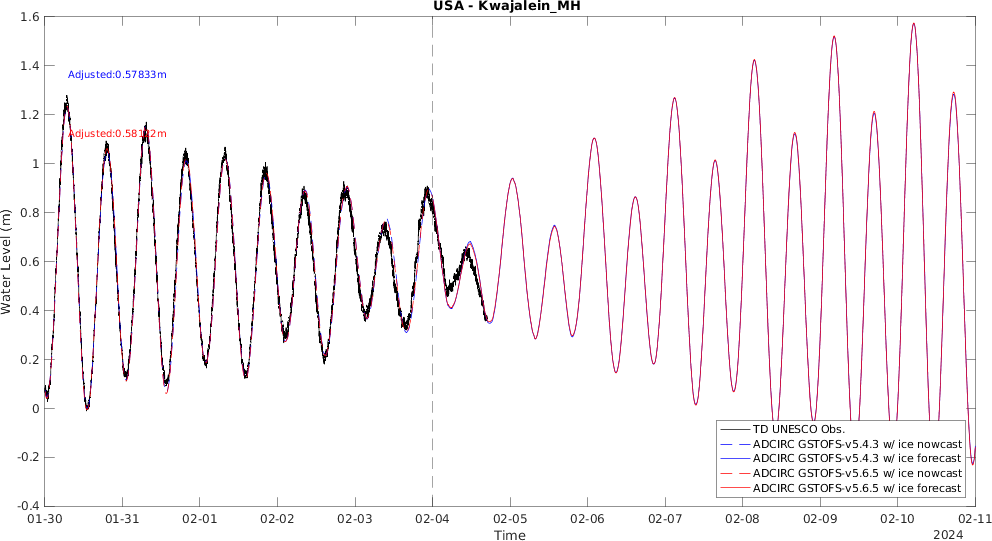 USA - Kwajalein_MH
Adjusted:0.57833m
Water Level (m)
1.6
1.4
1.2
1
0.8
0.6
0.4
0.2
0
-0.2
-0.4
TD UNESCO Obs.
ADCIRC GSTOFS-v5.4.3 w/ ice nowcast
ADCIRC GSTOFS-v5.4.3 w/ ice forecast
ADCIRC GSTOFS-v5.6.5 w/ ice nowcast
ADCIRC GSTOFS-v5.6.5 w/ ice forecast
01-30 01-31 02-01 02-02 02-03 02-04 02-05 02-06 02-07 02-08 02-09 02-10 02-11
Time
2024